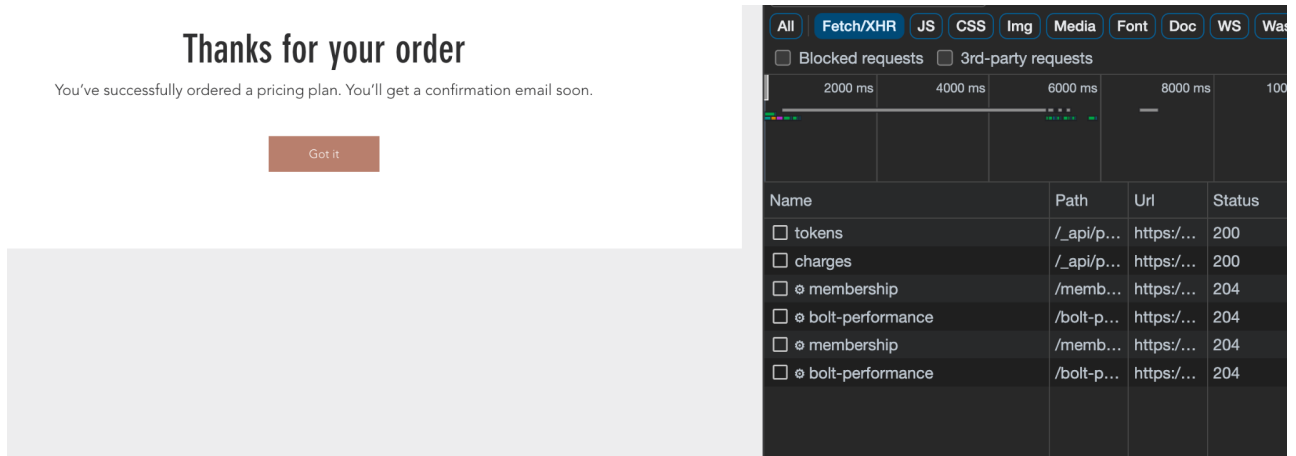 Thanks for your order
You've successfully ordered a pricing plan. You'll get a confirmation email soon.
Got it
All Fetch/XHR JS CSS Img Media Font Doc WS Was
Blocked requests 3rd-party requests
2000 ms 4000 ms 6000 ms 8000 ms 100
Name Path Url Status
tokens /_api/p... https:/... 200
charges /_api/p... https:/... 200
membership /memb... https:/... 204
bolt-performance /bolt-p... https:/... 204
membership /memb... https:/... 204
bolt-performance /bolt-p... https:/... 204